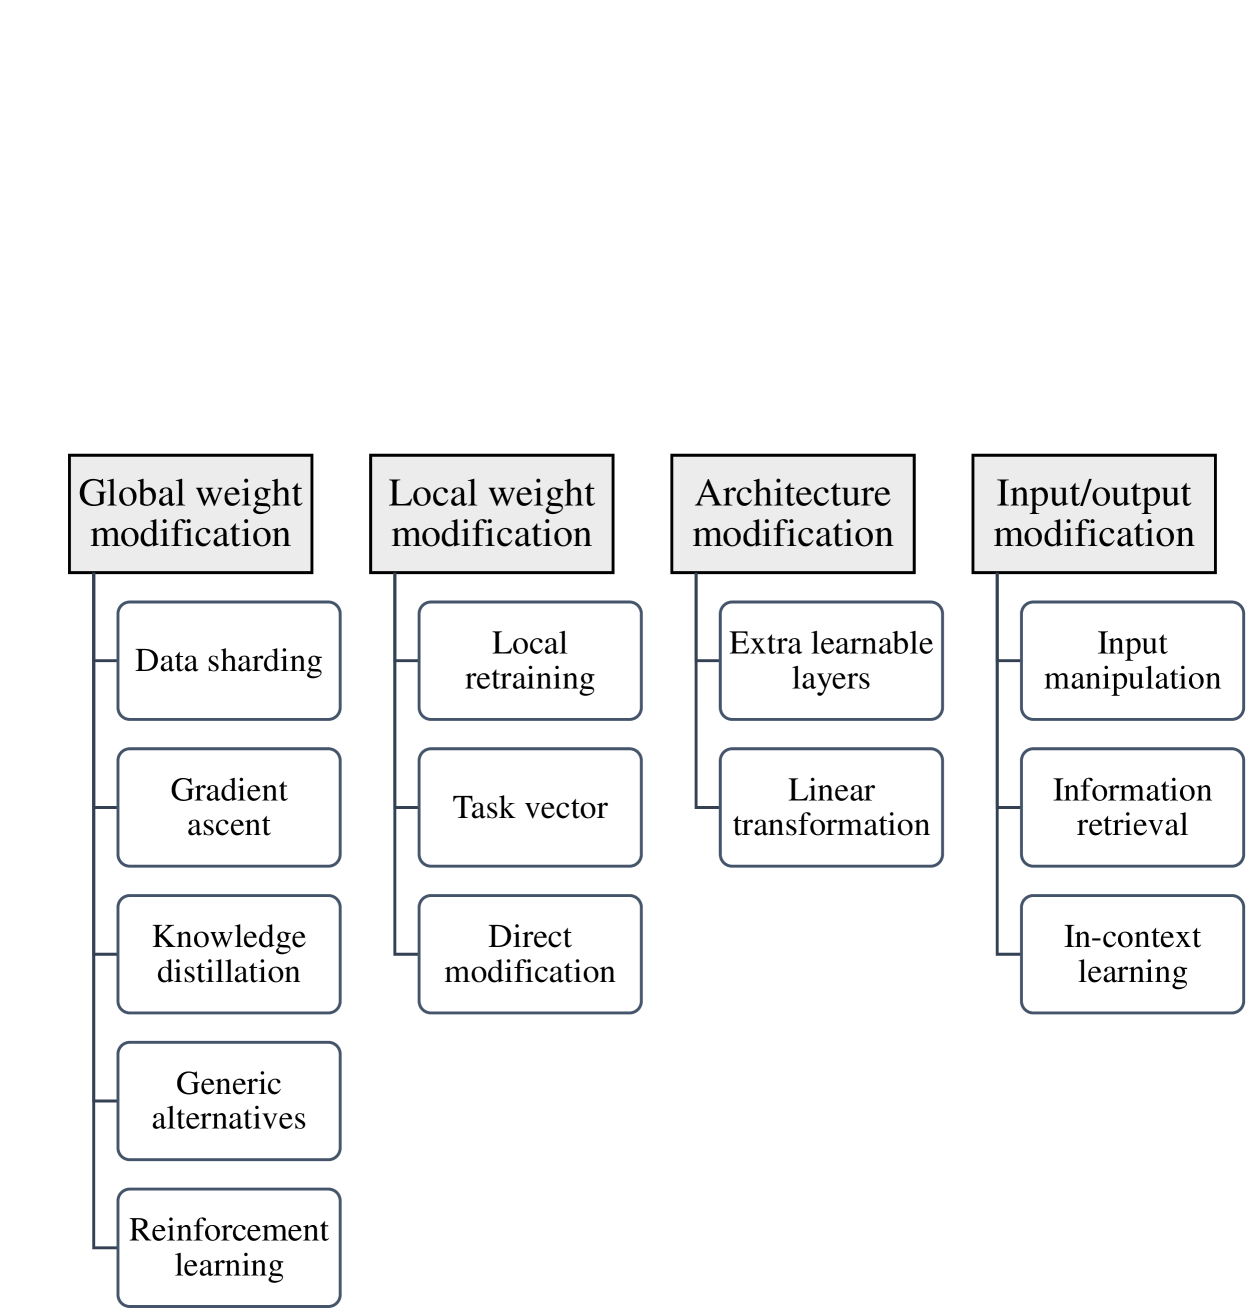 Global weight
modification
Data sharding
Gradient
ascent
Knowledge
distillation
Generic
alternatives
Reinforcement
learning
Local weight
modification
Local
retraining
Task vector
Direct
modification
Architecture
modification
Extra learnable
layers
Linear
transformation
Input/output
modification
Input
manipulation
Information
retrieval
In-context
learning